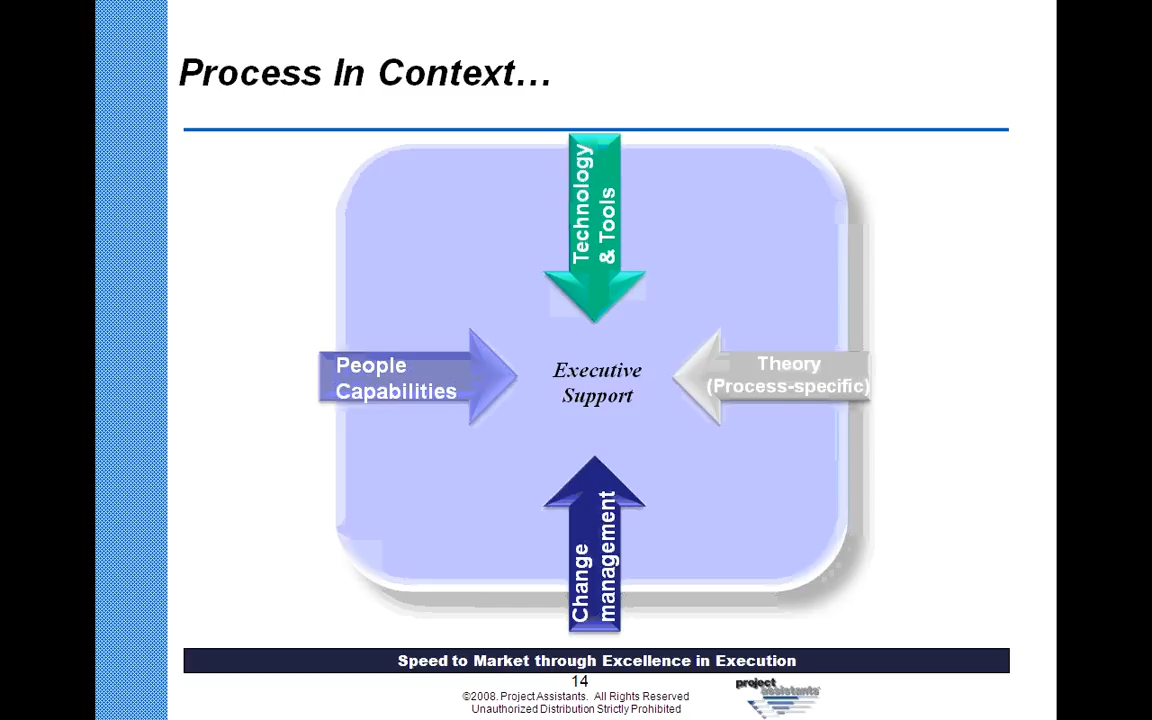 Process In Context…
Technology
& Tools
People
Capabilities
Executive
Support
Theory
(Process-specific)
Change
management
Speed to Market through Excellence in Execution
14
©2008. Project Assistants. All Rights Reserved
Unauthorized Distribution Strictly Prohibited
project
assistants